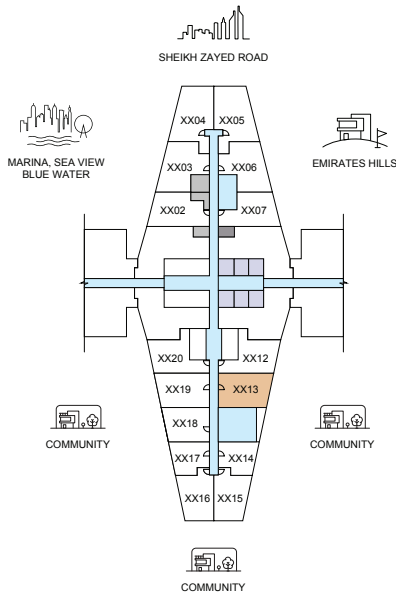 SHEIKH ZAYED ROAD
XX04 XX05
MARINA, SEA VIEW
BLUE WATER
EMIRATES HILLS
XX03 XX06
XX02 XX07
XX20 XX12
XX19 XX13
XX18
COMMUNITY
COMMUNITY
XX17 XX14
XX16 XX15
COMMUNITY